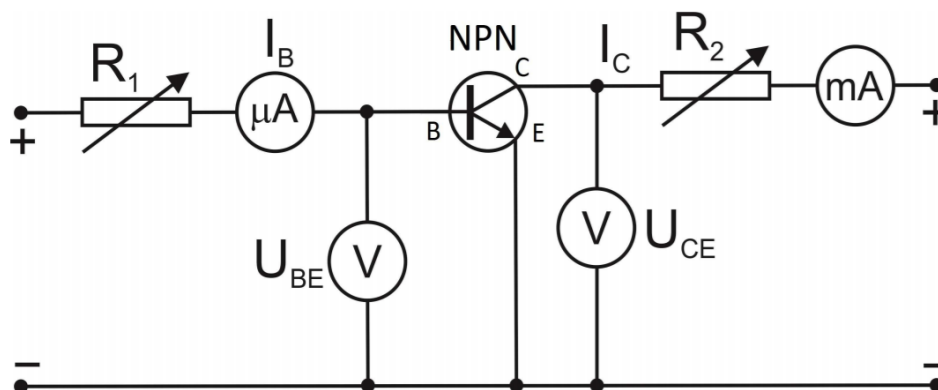 R1
IB
μA
+
NPN
B
C
E
IC
R2
mA
+
UBE
V
V
UCE
−
−